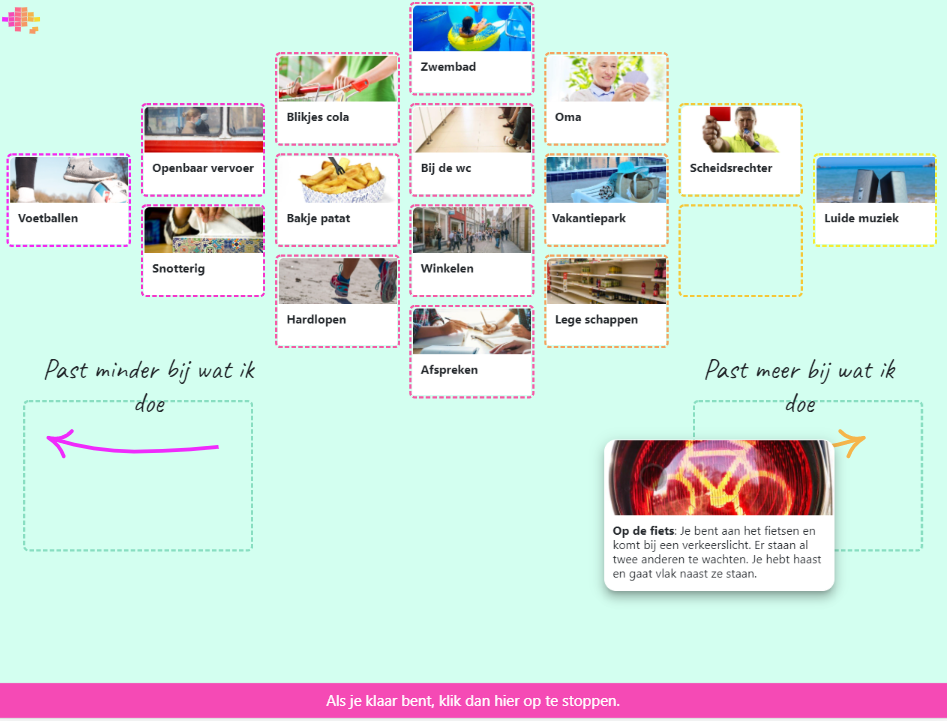 Zwembad
Blikjes cola
Oma
Openbaar vervoer
Bij de wc
Scheidsrechter
Voetballen
Bakje patat
Vakantiepark
Luide muziek
Snotterig
Winkelen
Hardlopen
Lege schappen
Afspreken
Past minder bij wat ik
doe
Past meer bij wat ik
doe
Op de fiets: Je bent aan het fietsen en
komt bij een verkeerslicht. Er staan al
twee anderen te wachten. Je hebt haast
en gaat vlak naast ze staan.
Als je klaar bent, klik dan hier op te stoppen.